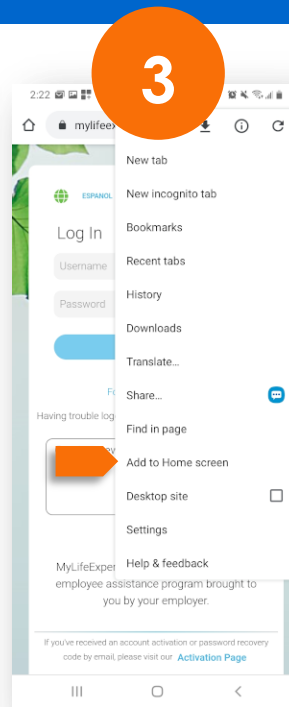 3
2:22
mylifeex
New tab
New incognito tab
ESPANOL
Bookmarks
Log In
Recent tabs
Username
History
Password
Downloads
Translate...
Share...
Fo
Having trouble log
Find in page
Add to Home screen
Desktop site
Settings
Help & feedback
MyLifeExper
employee assistance program brought to
you by your employer.
If you've received an account activation or password recovery
code by email, please visit our Activation Page